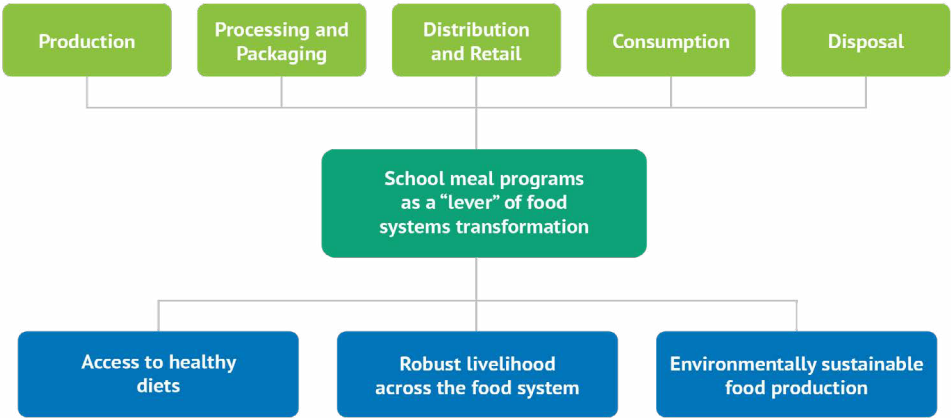 Production
Processing and
Packaging
Distribution
and Retail
Consumption
Disposal
School meal programs
as a “lever” of food
systems transformation
Access to healthy
diets
Robust livelihood
across the food system
Environmentally sustainable
food production